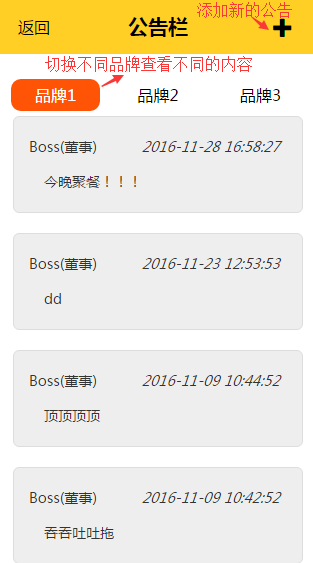 添加新的公告
返回 公告栏
切换不同品牌查看不同的内容
品牌1 品牌2 品牌3
Boss(董事) 2016-11-28 16:58:27
今晚聚餐！！！
Boss(董事) 2016-11-23 12:53:53
dd
Boss(董事) 2016-11-09 10:44:52
顶顶顶顶
Boss(董事) 2016-11-09 10:42:52
吞吞吐吐拖